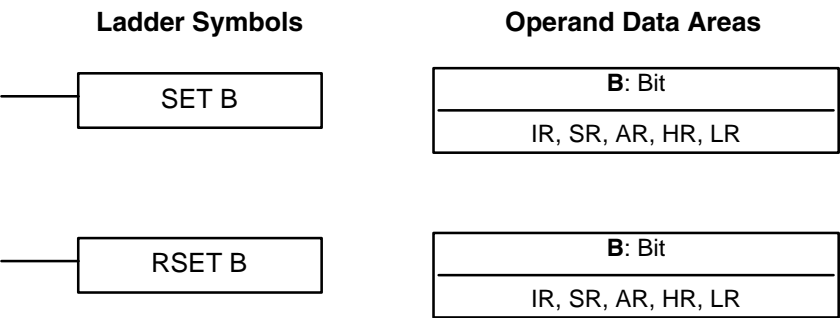 Ladder Symbols
Operand Data Areas
SET B
B: Bit
IR, SR, AR, HR, LR
RSET B
B: Bit
IR, SR, AR, HR, LR